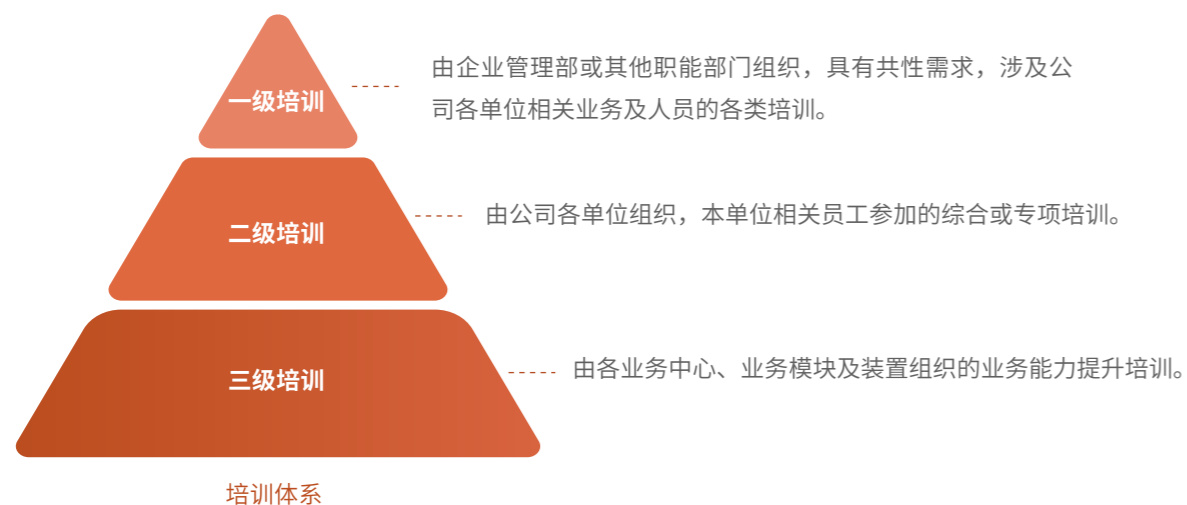 一级培训
由企业管理部或其他职能部门组织，具有共性需求，涉及公
司各单位相关业务及人员的各类培训。
二级培训
由公司各单位组织，本单位相关员工参加的综合或专项培训。
三级培训
由各业务中心、业务模块及装置组织的业务能力提升培训。
培训体系